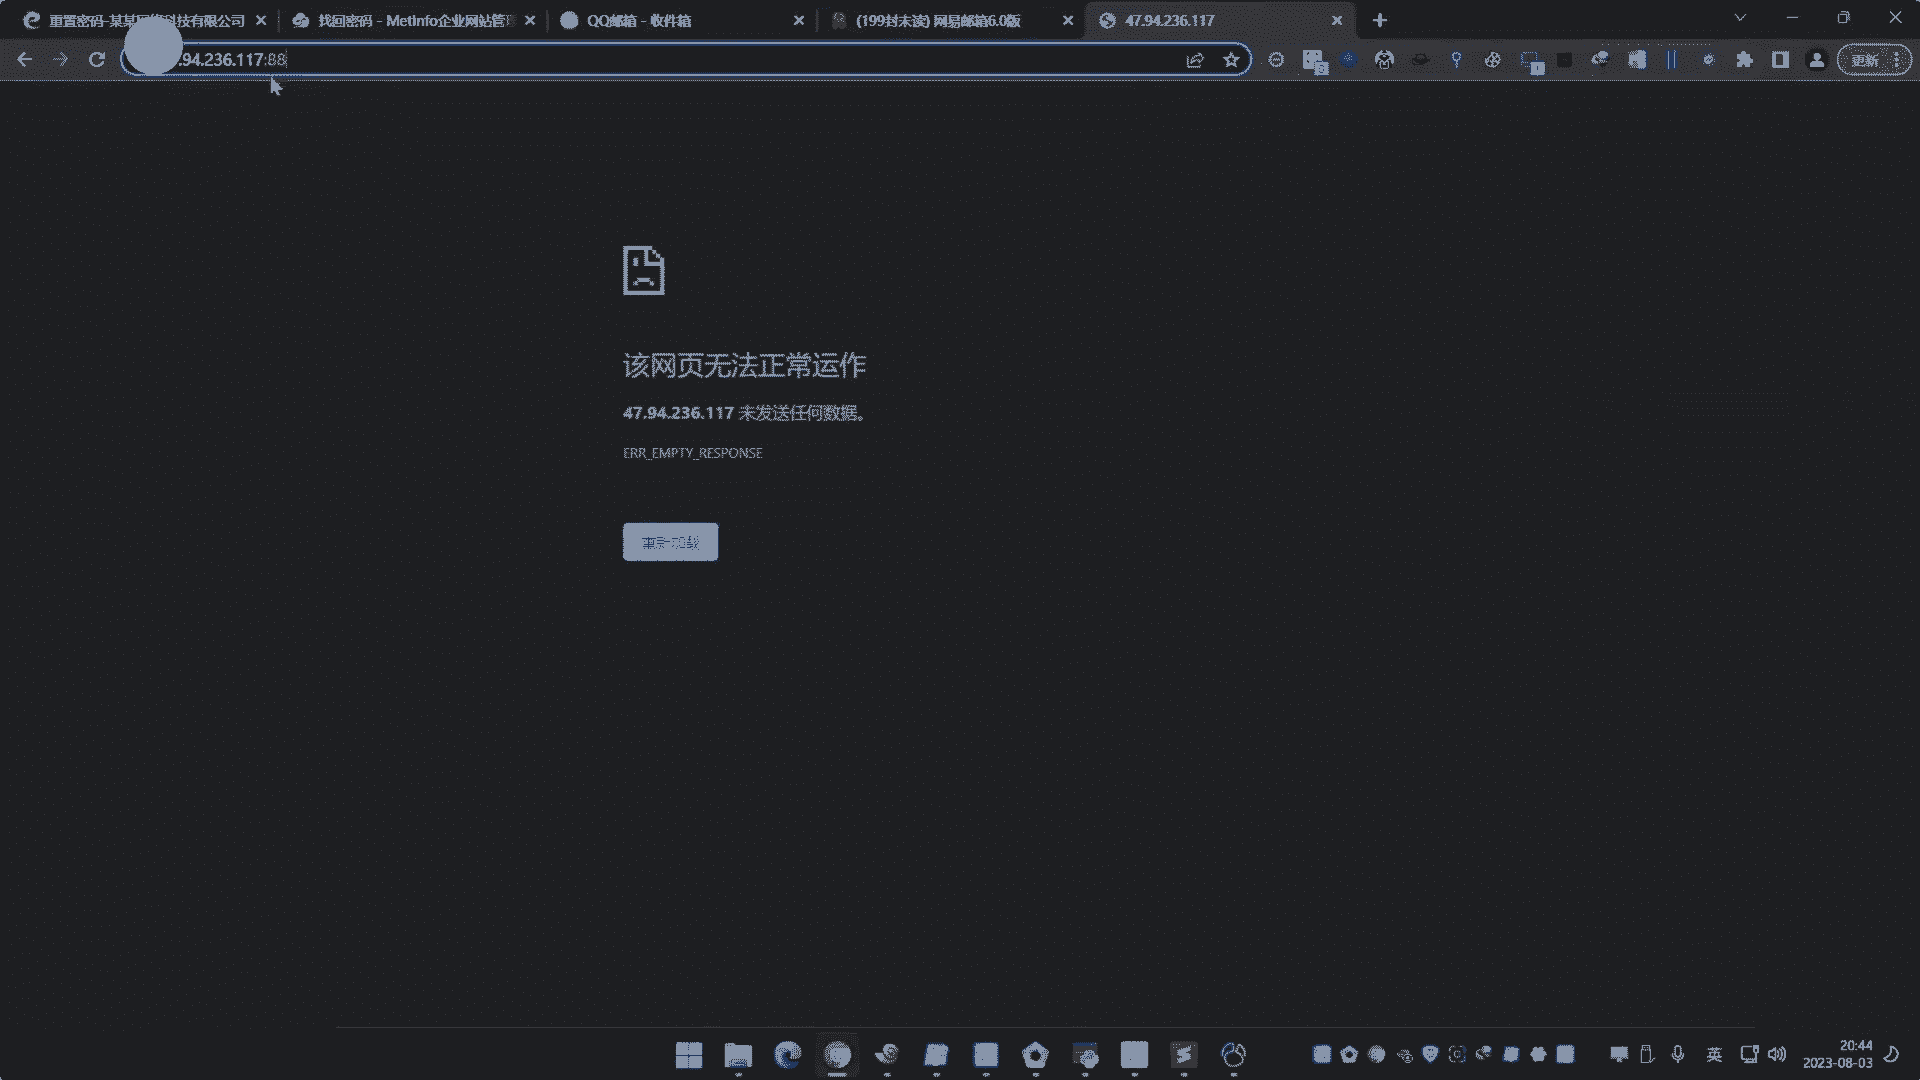 重置密码-某某网络科技有限公司
找回密码 - MetInfo企业网站管
QQ邮箱 - 收件箱
(199封未读) 网易邮箱6.0版
47.94.236.117
.94.236.117:88
更新
该网页无法正常运作
47.94.236.117 未发送任何数据。
ERR_EMPTY_RESPONSE
重新加载
英
20:44
2023-08-03